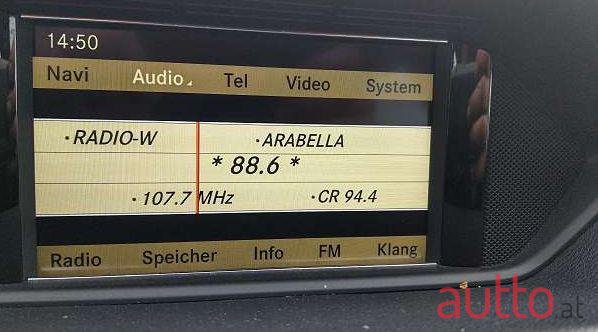 14:50
Navi Audio Tel Video System
·RADIO-W ·ARABELLA
* 88.6 *
·107.7 MHz ·CR 94.4
Radio Speicher Info FM Klang
autto.at